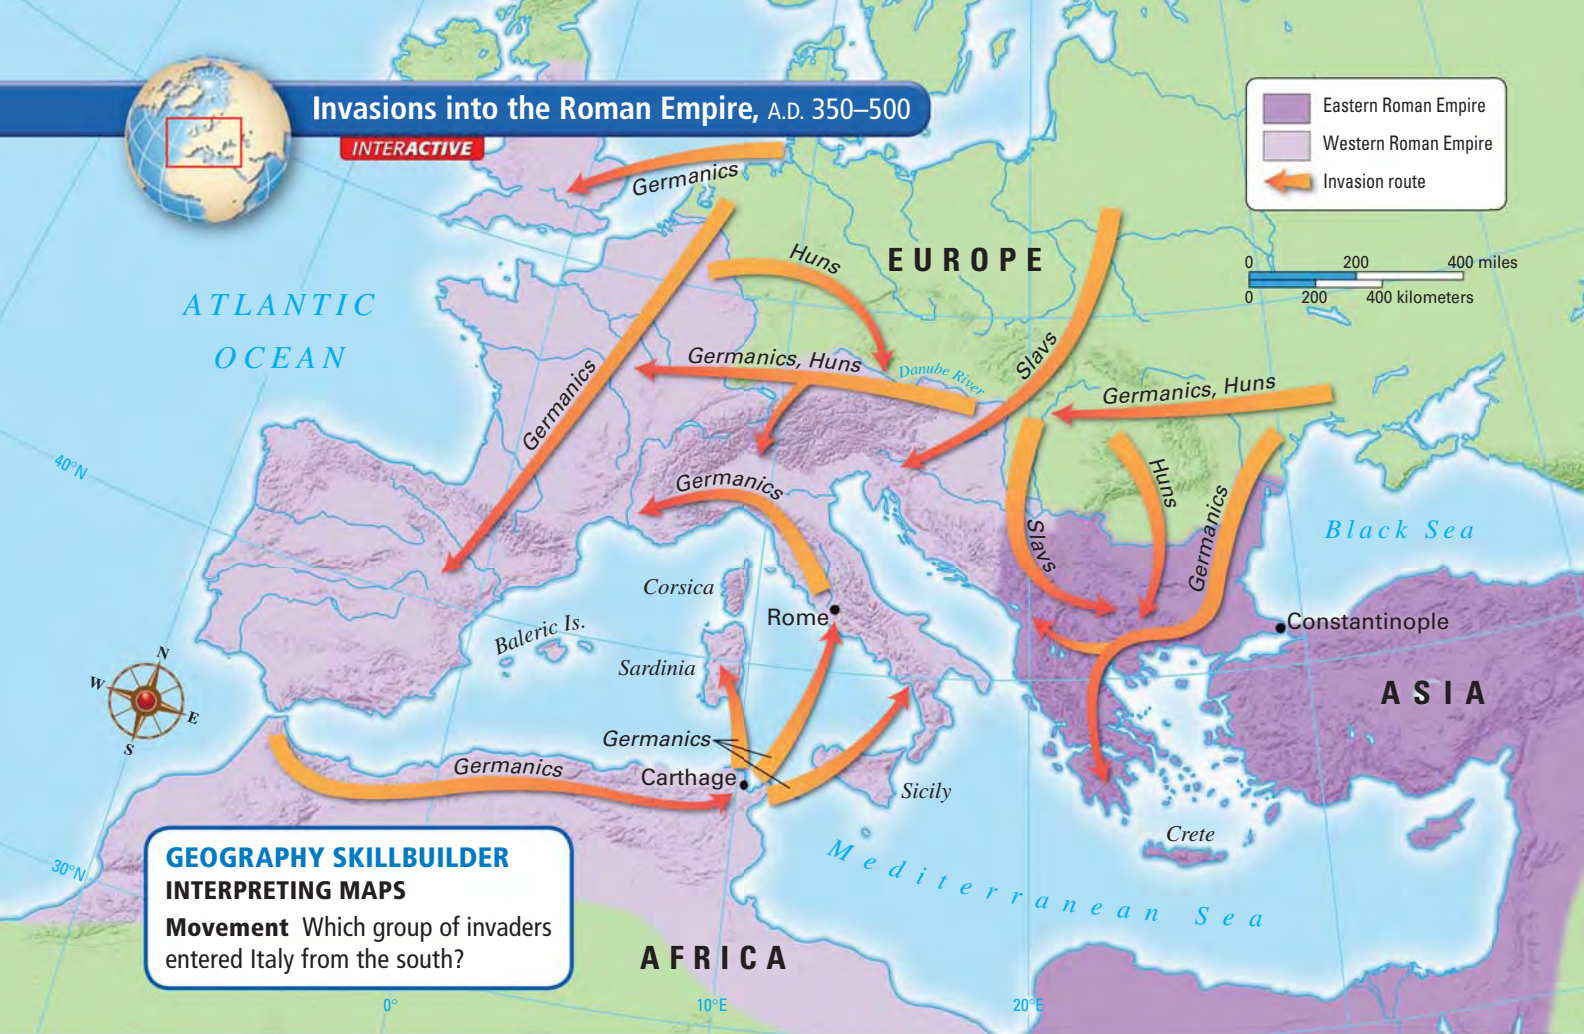 Invasions into the Roman Empire, A.D. 350–500
INTERACTIVE
Eastern Roman Empire
Western Roman Empire
Invasion route
0 200 400 miles
0 200 400 kilometers
Germanics
Huns
EUROPE
ATLANTIC
OCEAN
Germanics, Huns
Danube River
Slavs
Germanics, Huns
Germanics
40°N
Germanics
Huns
Germanics
Slavs
Black Sea
Corsica
Rome
Constantinople
Baleric Is.
Sardinia
N
W
E
S
ASIA
Germanics
Germanics
Carthage
Sicily
Crete
Mediterranean Sea
30°N
GEOGRAPHY SKILLBUILDER
INTERPRETING MAPS
Movement Which group of invaders
entered Italy from the south?
AFRICA
0°
10°E
20°E